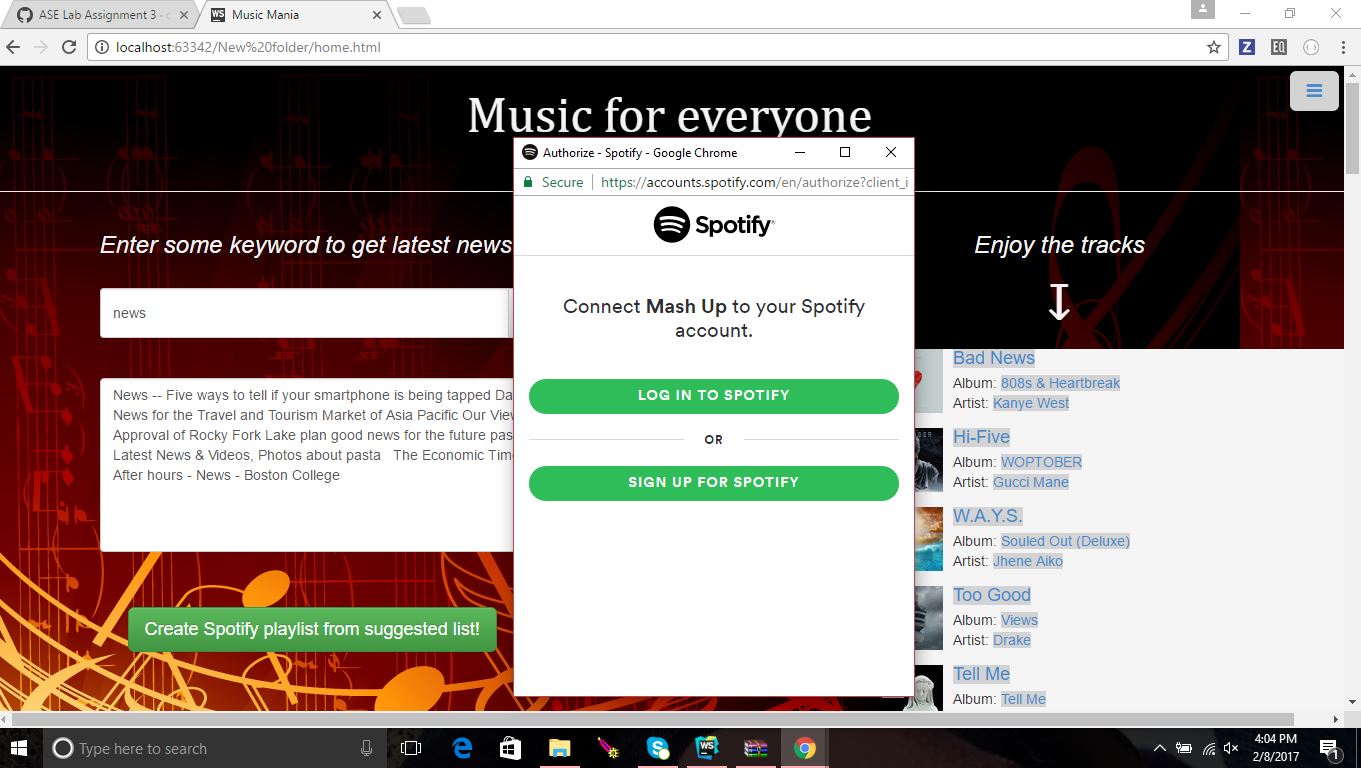 ASE Lab Assignment 3 - c
Music Mania
localhost:63342/New%20folder/home.html
Music for everyone
Authorize - Spotify - Google Chrome
Secure
https://accounts.spotify.com/en/authorize?client_i
Spotify
Connect Mash Up to your Spotify
account.
LOG IN TO SPOTIFY
OR
SIGN UP FOR SPOTIFY
Enter some keyword to get latest news
news
News -- Five ways to tell if your smartphone is being tapped Da
News for the Travel and Tourism Market of Asia Pacific Our View
Approval of Rocky Fork Lake plan good news for the future pas
Latest News & Videos, Photos about pasta   The Economic Time
After hours - News - Boston College
Create Spotify playlist from suggested list!
Enjoy the tracks
Bad News
Album: 808s & Heartbreak
Artist: Kanye West
Hi-Five
Album: WOPTOBER
Artist: Gucci Mane
W.A.Y.S.
Album: Souled Out (Deluxe)
Artist: Jhene Aiko
Too Good
Album: Views
Artist: Drake
Tell Me
Album: Tell Me
Type here to search
4:04 PM
2/8/2017